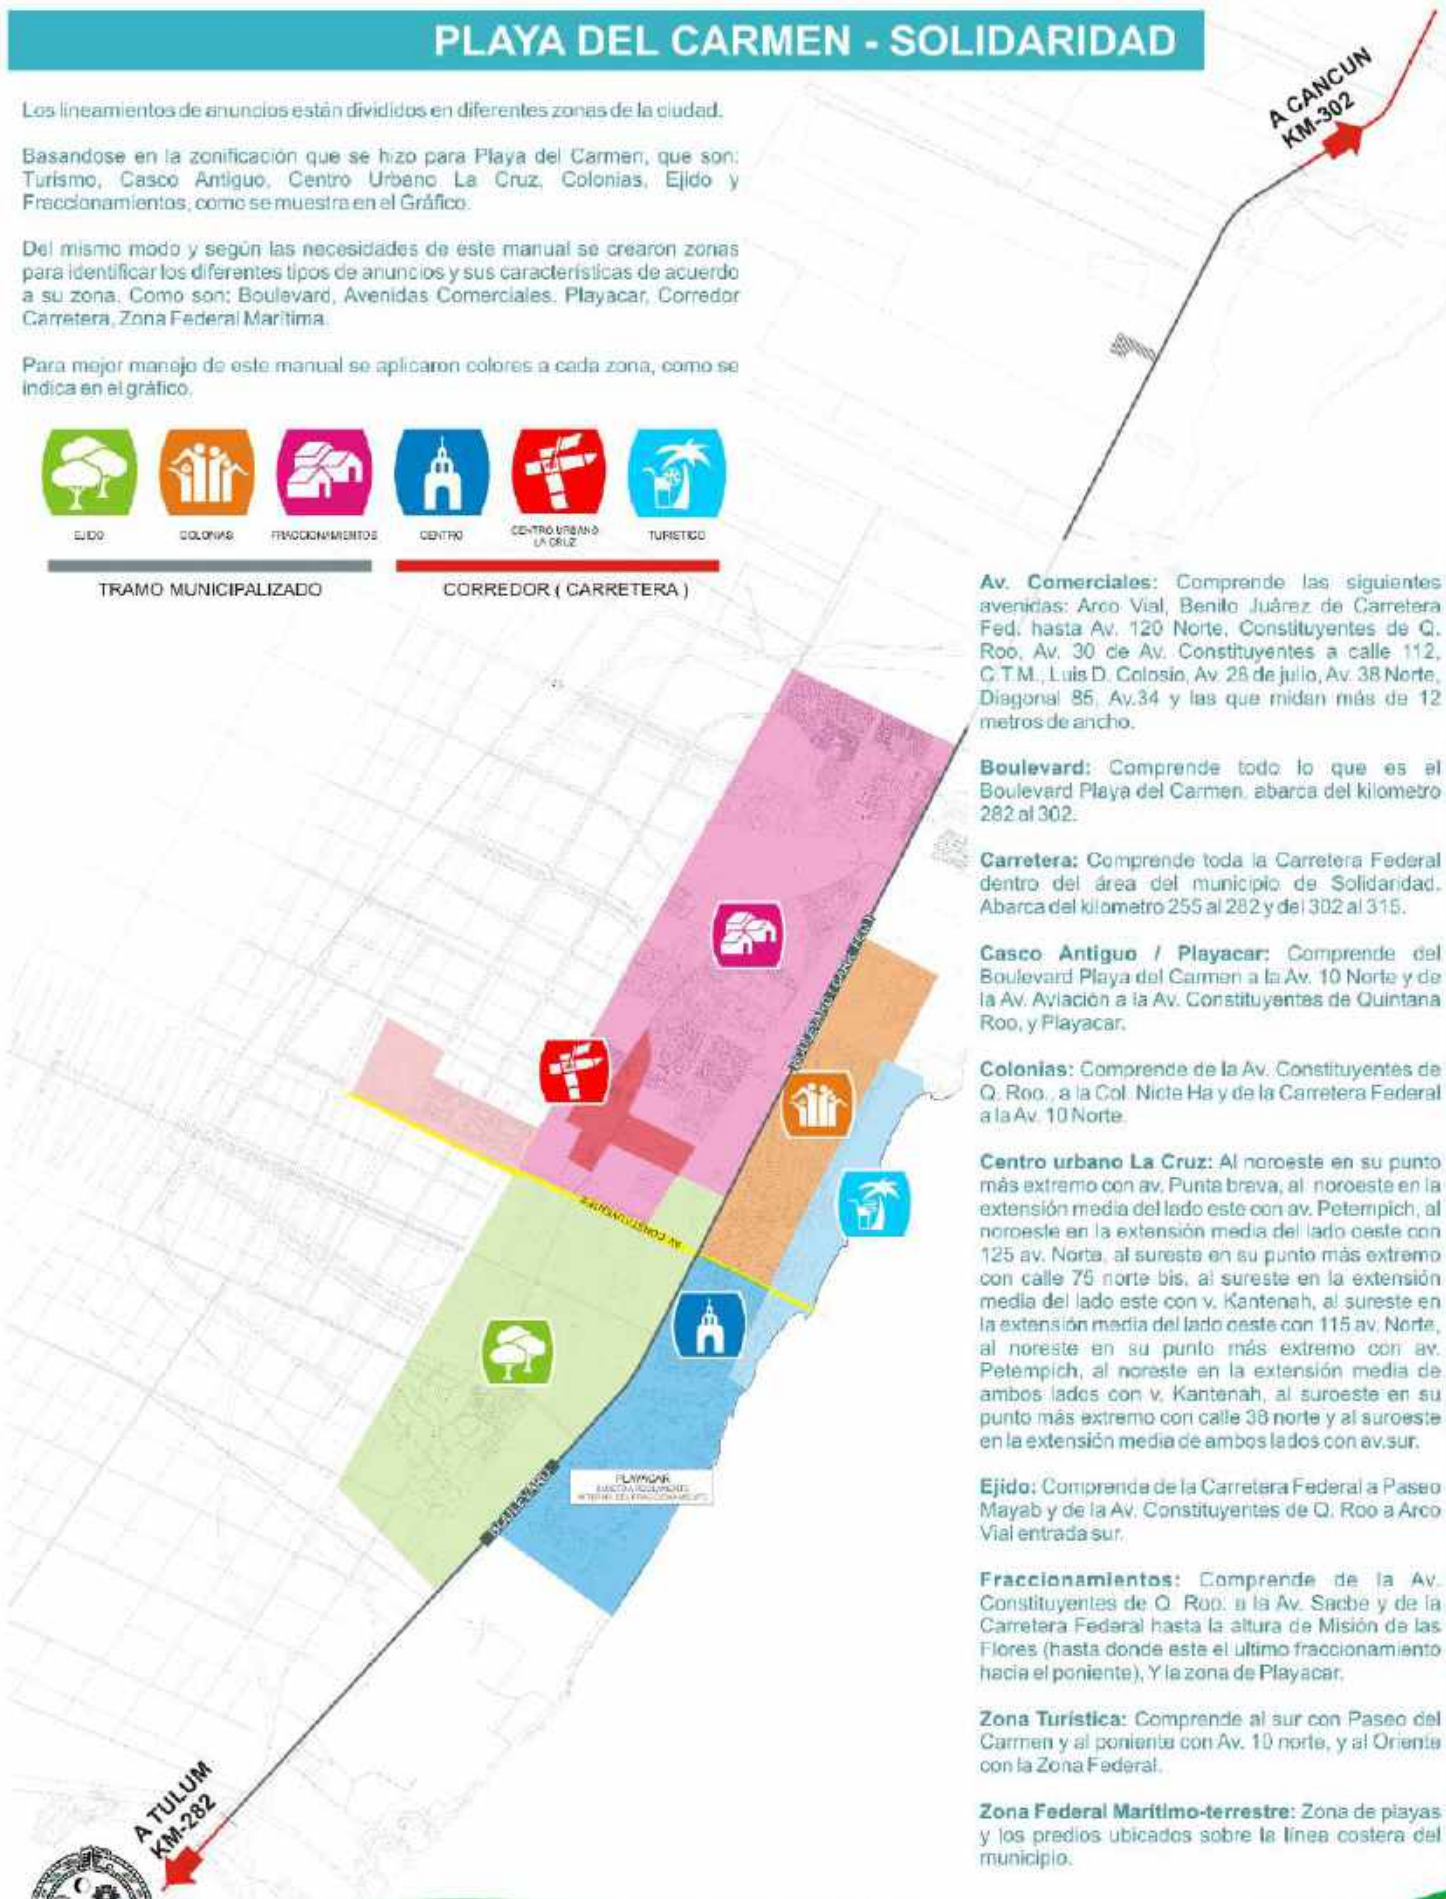 PLAYA DEL CARMEN - SOLIDARIDAD
Los lineamientos de anuncios están divididos en diferentes zonas de la ciudad.
Basandose en la zonificación que se hizo para Playa del Carmen, que son:
Turismo, Casco Antiguo, Centro Urbano La Cruz, Colonias, Ejido y
Fraccionamientos, como se muestra en el Gráfico.
Del mismo modo y según las necesidades de este manual se crearon zonas
para identificar los diferentes tipos de anuncios y sus características de acuerdo
a su zona. Como son: Boulevard, Avenidas Comerciales. Playacar, Corredor
Carretera, Zona Federal Marítima.
Para mejor manejo de este manual se aplicaron colores a cada zona, como se
indica en el gráfico.
EJIDO
COLONIAS
FRACCIONAMIENTOS
CENTRO
CENTRO URBANO
LA CRUZ
TURISTICO
TRAMO MUNICIPALIZADO
CORREDOR ( CARRETERA )
A CANCUN
KM-302
Av. Comerciales: Comprende las siguientes
avenidas: Arco Vial, Benito Juárez de Carretera
Fed. hasta Av. 120 Norte, Constituyentes de Q.
Roo, Av. 30 de Av. Constituyentes a calle 112,
C.T.M., Luis D. Colosio, Av. 28 de julio, Av. 38 Norte,
Diagonal 85, Av.34 y las que midan más de 12
metros de ancho.
Boulevard: Comprende todo lo que es el
Boulevard Playa del Carmen, abarca del kilometro
282 al 302.
Carretera: Comprende toda la Carretera Federal
dentro del área del municipio de Solidaridad.
Abarca del kilometro 255 al 282 y del 302 al 315.
Casco Antiguo / Playacar: Comprende del
Boulevard Playa del Carmen a la Av. 10 Norte y de
la Av. Aviación a la Av. Constituyentes de Quintana
Roo, y Playacar.
Colonias: Comprende de la Av. Constituyentes de
Q. Roo., a la Col. Nicte Ha y de la Carretera Federal
a la Av. 10 Norte.
Centro urbano La Cruz: Al noroeste en su punto
más extremo con av. Punta brava, al noroeste en la
extensión media del lado este con av. Petempich, al
noroeste en la extensión media del lado oeste con
125 av. Norte, al sureste en su punto más extremo
con calle 75 norte bis, al sureste en la extensión
media del lado este con v. Kantenah, al sureste en
la extensión media del lado oeste con 115 av. Norte,
al noreste en su punto más extremo con av.
Petempich, al noreste en la extensión media de
ambos lados con v. Kantenah, al suroeste en su
punto más extremo con calle 38 norte y al suroeste
en la extensión media de ambos lados con av.sur.
Ejido: Comprende de la Carretera Federal a Paseo
Mayab y de la Av. Constituyentes de Q. Roo a Arco
Vial entrada sur.
Fraccionamientos: Comprende de la Av.
Constituyentes de Q. Roo. a la Av. Sacbe y de la
Carretera Federal hasta la altura de Misión de las
Flores (hasta donde este el ultimo fraccionamiento
hacia el poniente), Y la zona de Playacar.
Zona Turística: Comprende al sur con Paseo del
Carmen y al poniente con Av. 10 norte, y al Oriente
con la Zona Federal.
Zona Federal Marítimo-terrestre: Zona de playas
y los predios ubicados sobre la línea costera del
municipio.
BOULEVARD ( CARR. FED. )
AV. CONSTITUYENTES
BOULEVARD
PLAYACAR
SUJETO A REGLAMENTO
INTERNO DEL FRACCIONAMIENTO
A TULUM
KM-282